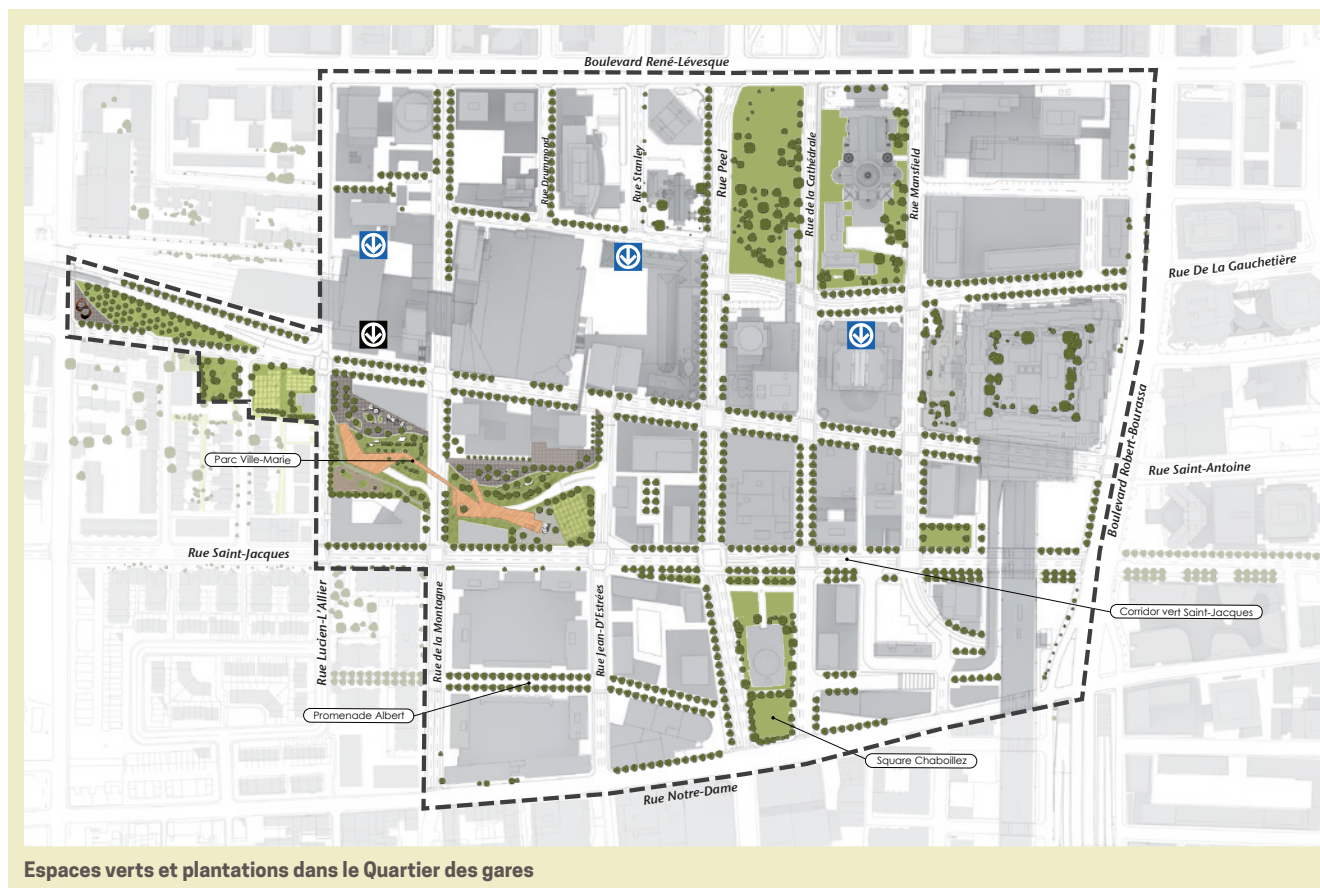 Boulevard René-Lévesque
Rue Drummond
Rue Stanley
Rue Peel
Rue de la Cathédrale
Rue Mansfield
Rue De La Gauchetière
Boulevard Robert-Bourassa
Parc Ville-Marie
Rue Saint-Antoine
Rue Saint-Jacques
Rue Lucien-L'Allier
Rue de la Montagne
Rue Jean-D'Estrées
Corridor vert Saint-Jacques
Promenade Albert
Square Chaboillez
Rue Notre-Dame
Espaces verts et plantations dans le Quartier des gares